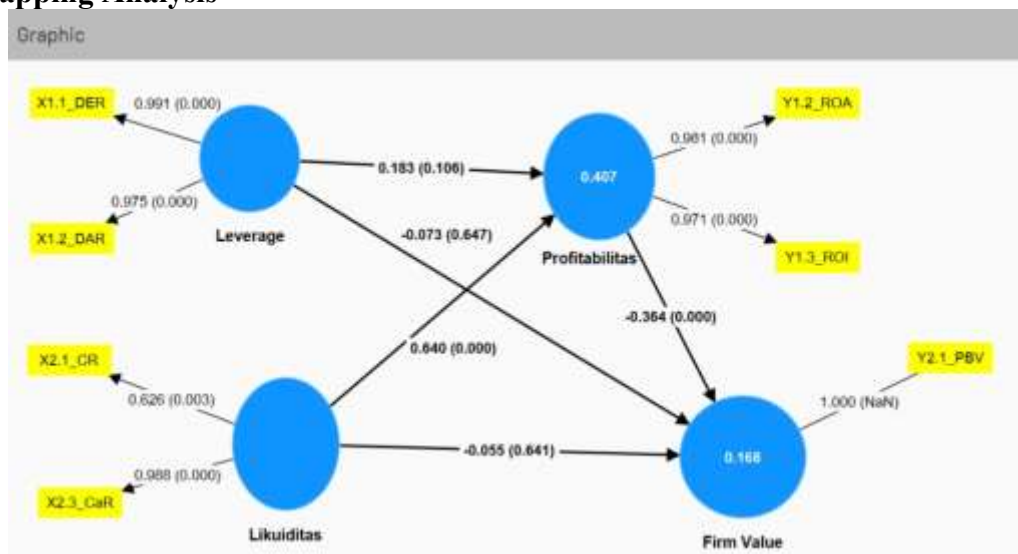 apping Analysis
Graphic
X1.1_DER
0.991 (0.000)
Y1.2_ROA
0.981 (0.000)
0.183 (0.106)
0.407
0.975 (0.000)
0.971 (0.000)
X1.2_DAR
Leverage
-0.073 (0.647)
Profitabilitas
Y1.3_ROI
-0.364 (0.000)
X2.1_CR
0.640 (0.000)
Y2.1_PBV
0.626 (0.003)
1.000 (NaN)
-0.055 (0.641)
0.168
0.988 (0.000)
X2.3_CaR
Likuiditas
Firm Value